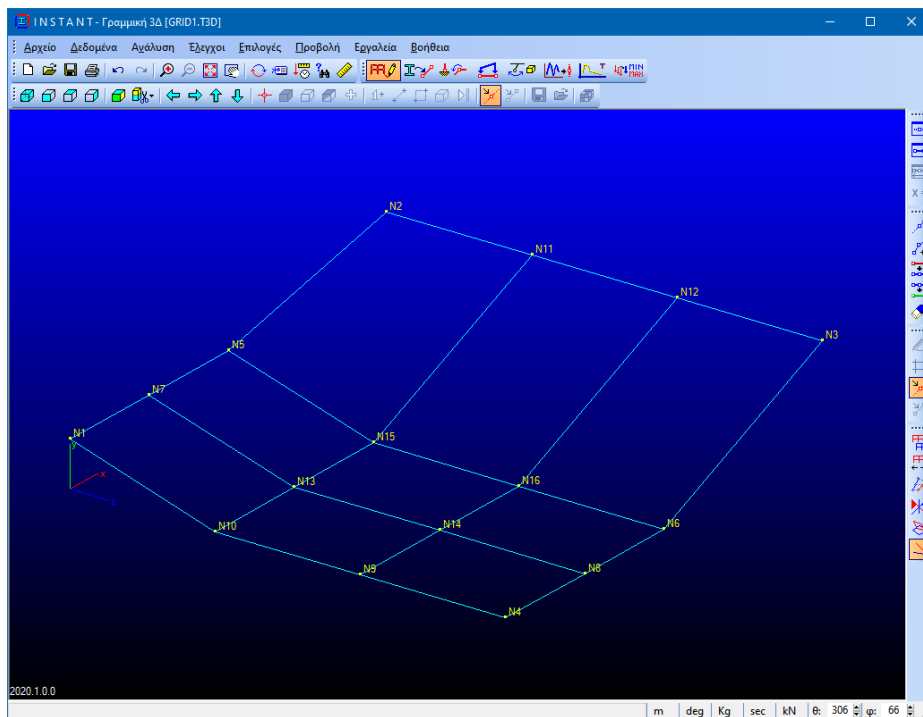 I N S T A N T - Γραμμική 3Δ [GRID1.T3D]
Αρχείο Δεδομένα Ανάλυση Έλεγχοι Επιλογές Προβολή Εργαλεία Βοήθεια
MIN
MAX
N2
N11
N12
N3
N5
N7
N1
N15
y
x
N13
N16
z
N10
N14
N6
N9
N8
N4
2020.1.0.0
m deg Kg sec kN θ: 306 φ: 66